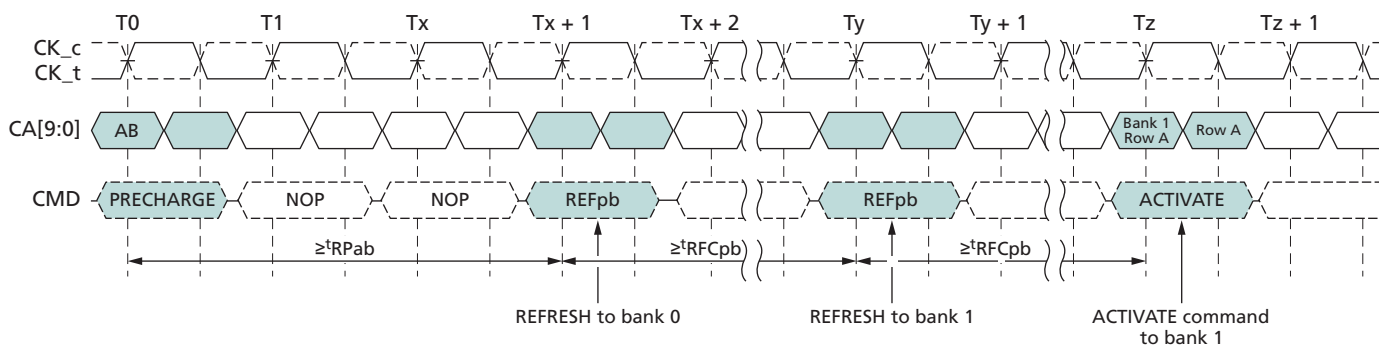 T0 T1 Tx Tx + 1 Tx + 2 Ty Ty + 1 Tz Tz + 1
CK_c
CK_t
CA[9:0] AB Bank 1 Row A Row A
CMD PRECHARGE NOP NOP REFpb REFpb ACTIVATE
≥tRPab ≥tRFCpb ≥tRFCpb
REFRESH to bank 0 REFRESH to bank 1 ACTIVATE command
to bank 1